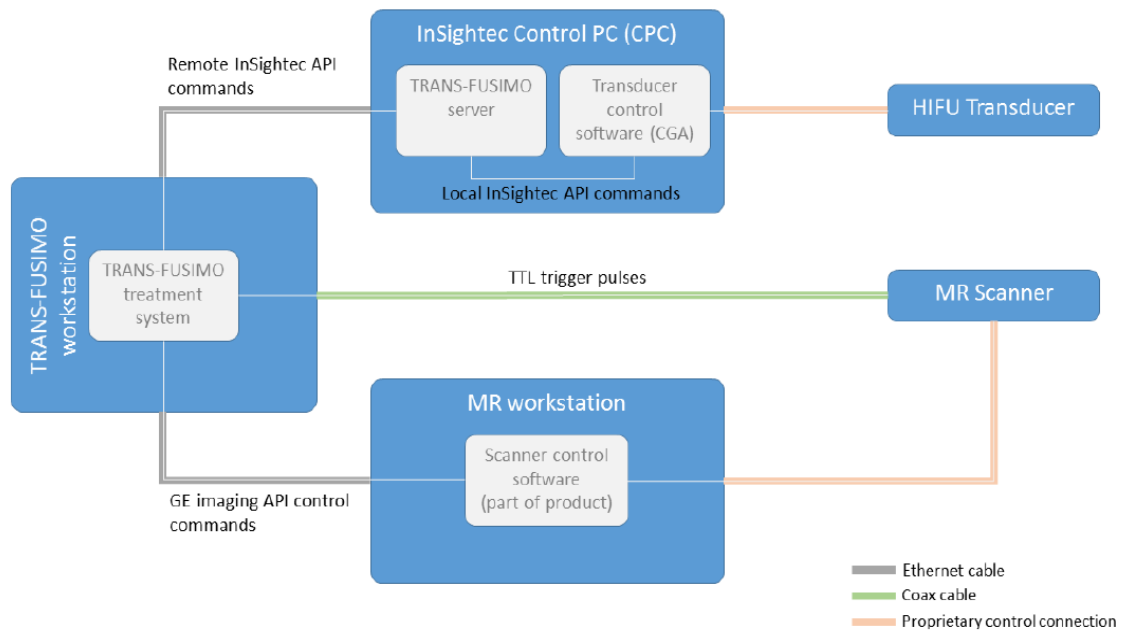 InSightec Control PC (CPC)
Remote InSightec API
commands
TRANS-FUSIMO
server
Transducer
control
software (CGA)
HIFU Transducer
Local InSightec API commands
TRANS-FUSIMO
workstation
TRANS-FUSIMO
treatment
system
TTL trigger pulses
MR Scanner
MR workstation
Scanner control
software
(part of product)
GE imaging API control
commands
Ethernet cable
Coax cable
Proprietary control connection